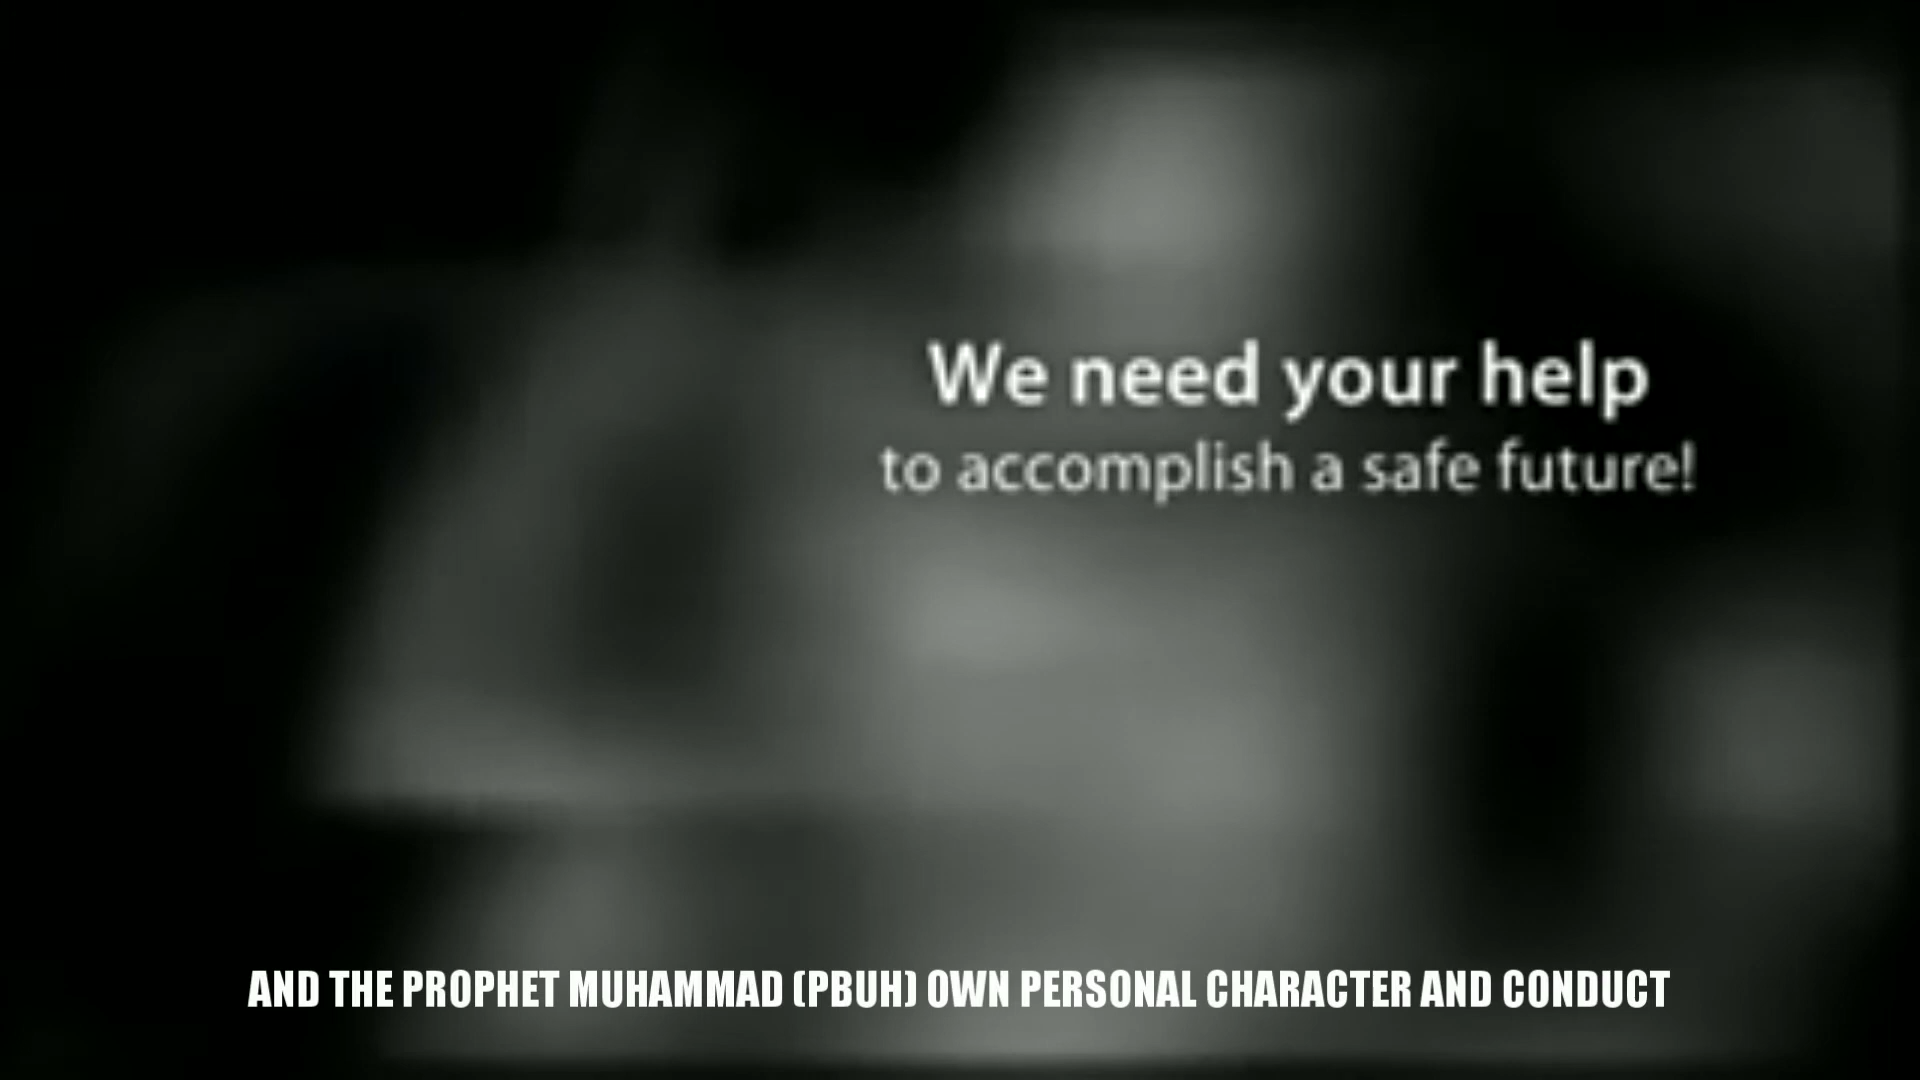 We need your help
to accomplish a safe future!
AND THE PROPHET MUHAMMAD (PBUH) OWN PERSONAL CHARACTER AND CONDUCT